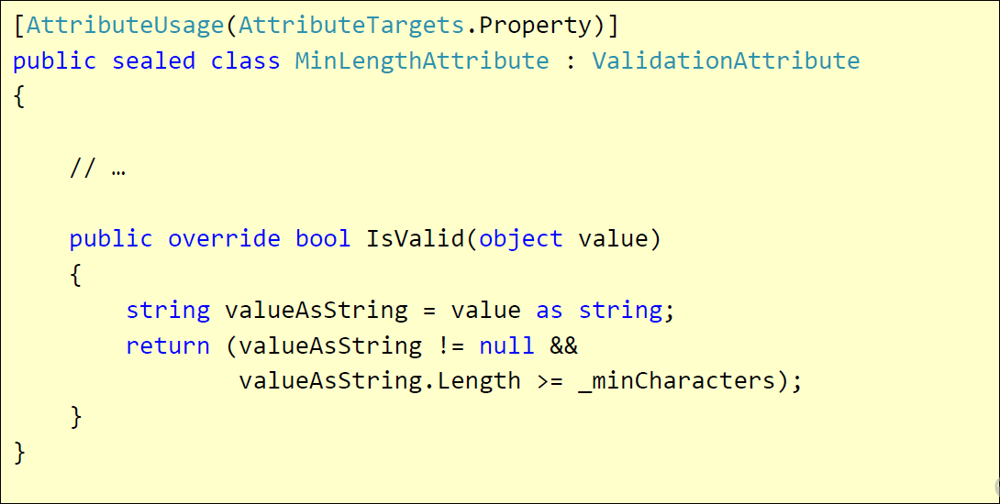 [AttributeUsage(AttributeTargets.Property)]
public sealed class MinLengthAttribute : ValidationAttribute
{
// …
public override bool IsValid(object value)
{
string valueAsString = value as string;
return (valueAsString != null &&
valueAsString.Length >= _minCharacters);
}
}